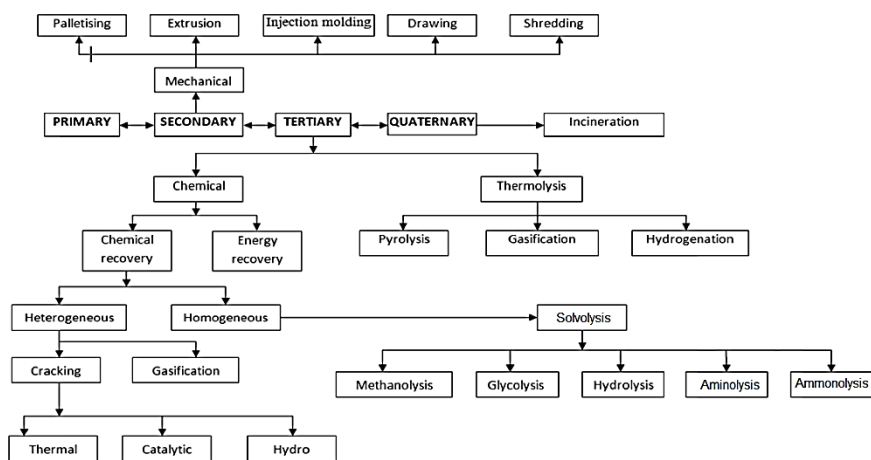 Palletising
Extrusion
Injection molding
Drawing
Shredding
Mechanical
PRIMARY
SECONDARY
TERTIARY
QUATERNARY
Incineration
Chemical
Thermolysis
Chemical
recovery
Energy
recovery
Pyrolysis
Gasification
Hydrogenation
Heterogeneous
Homogeneous
Solvolysis
Cracking
Gasification
Methanolysis
Glycolysis
Hydrolysis
Aminolysis
Ammonolysis
Thermal
Catalytic
Hydro